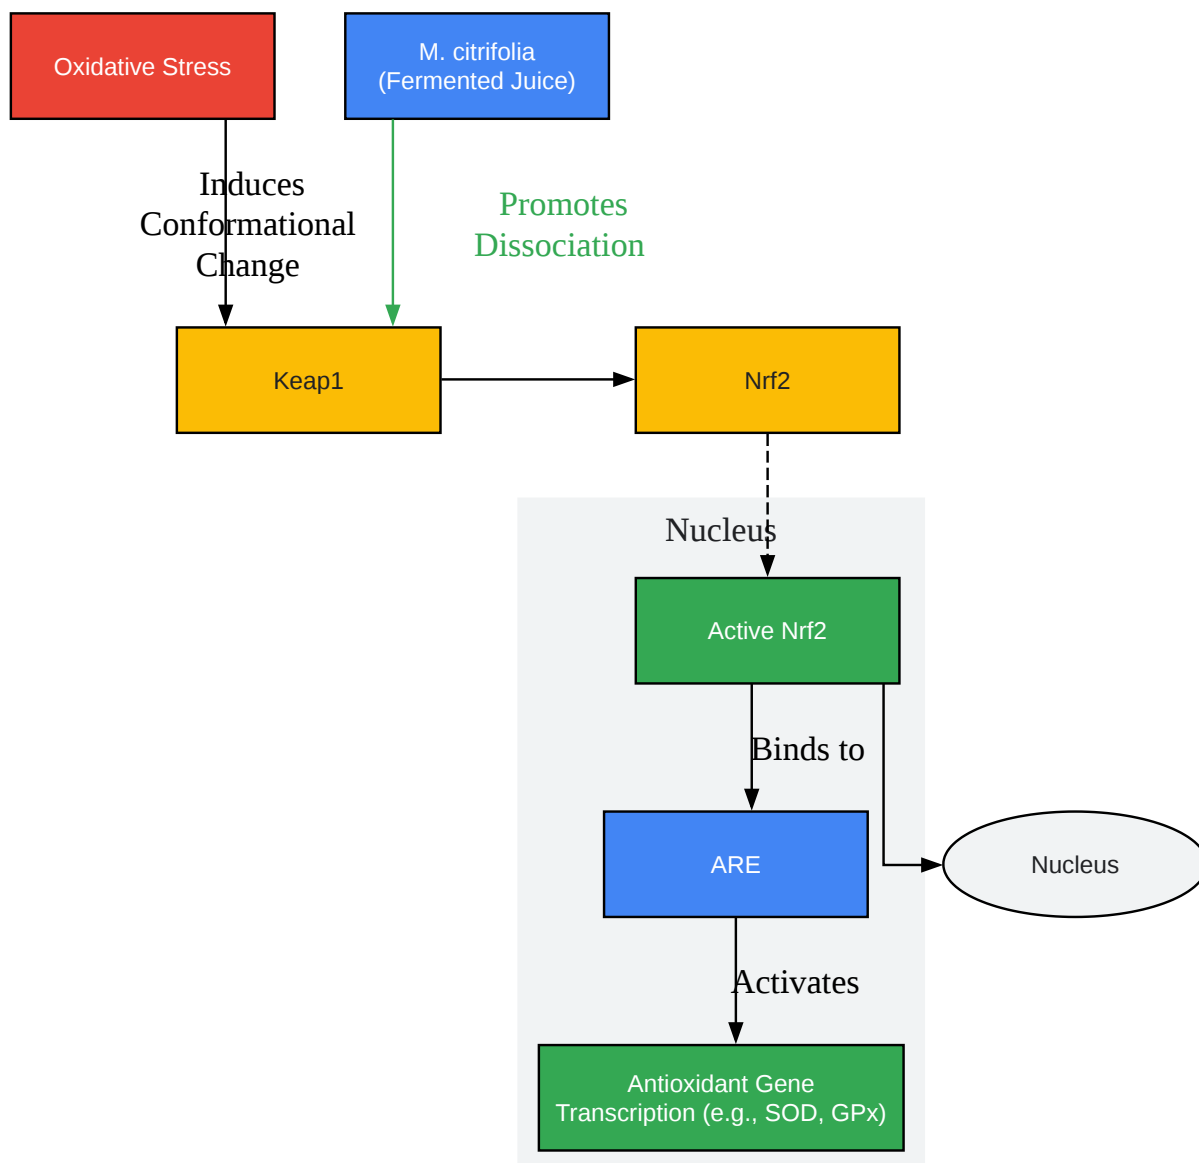 Oxidative Stress
M. citrifolia
(Fermented Juice)
Induces
Conformational
Change
Promotes
Dissociation
Keap1
Nrf2
Nucleus
Active Nrf2
Binds to
ARE
Nucleus
Activates
Antioxidant Gene
Transcription (e.g., SOD, GPx)